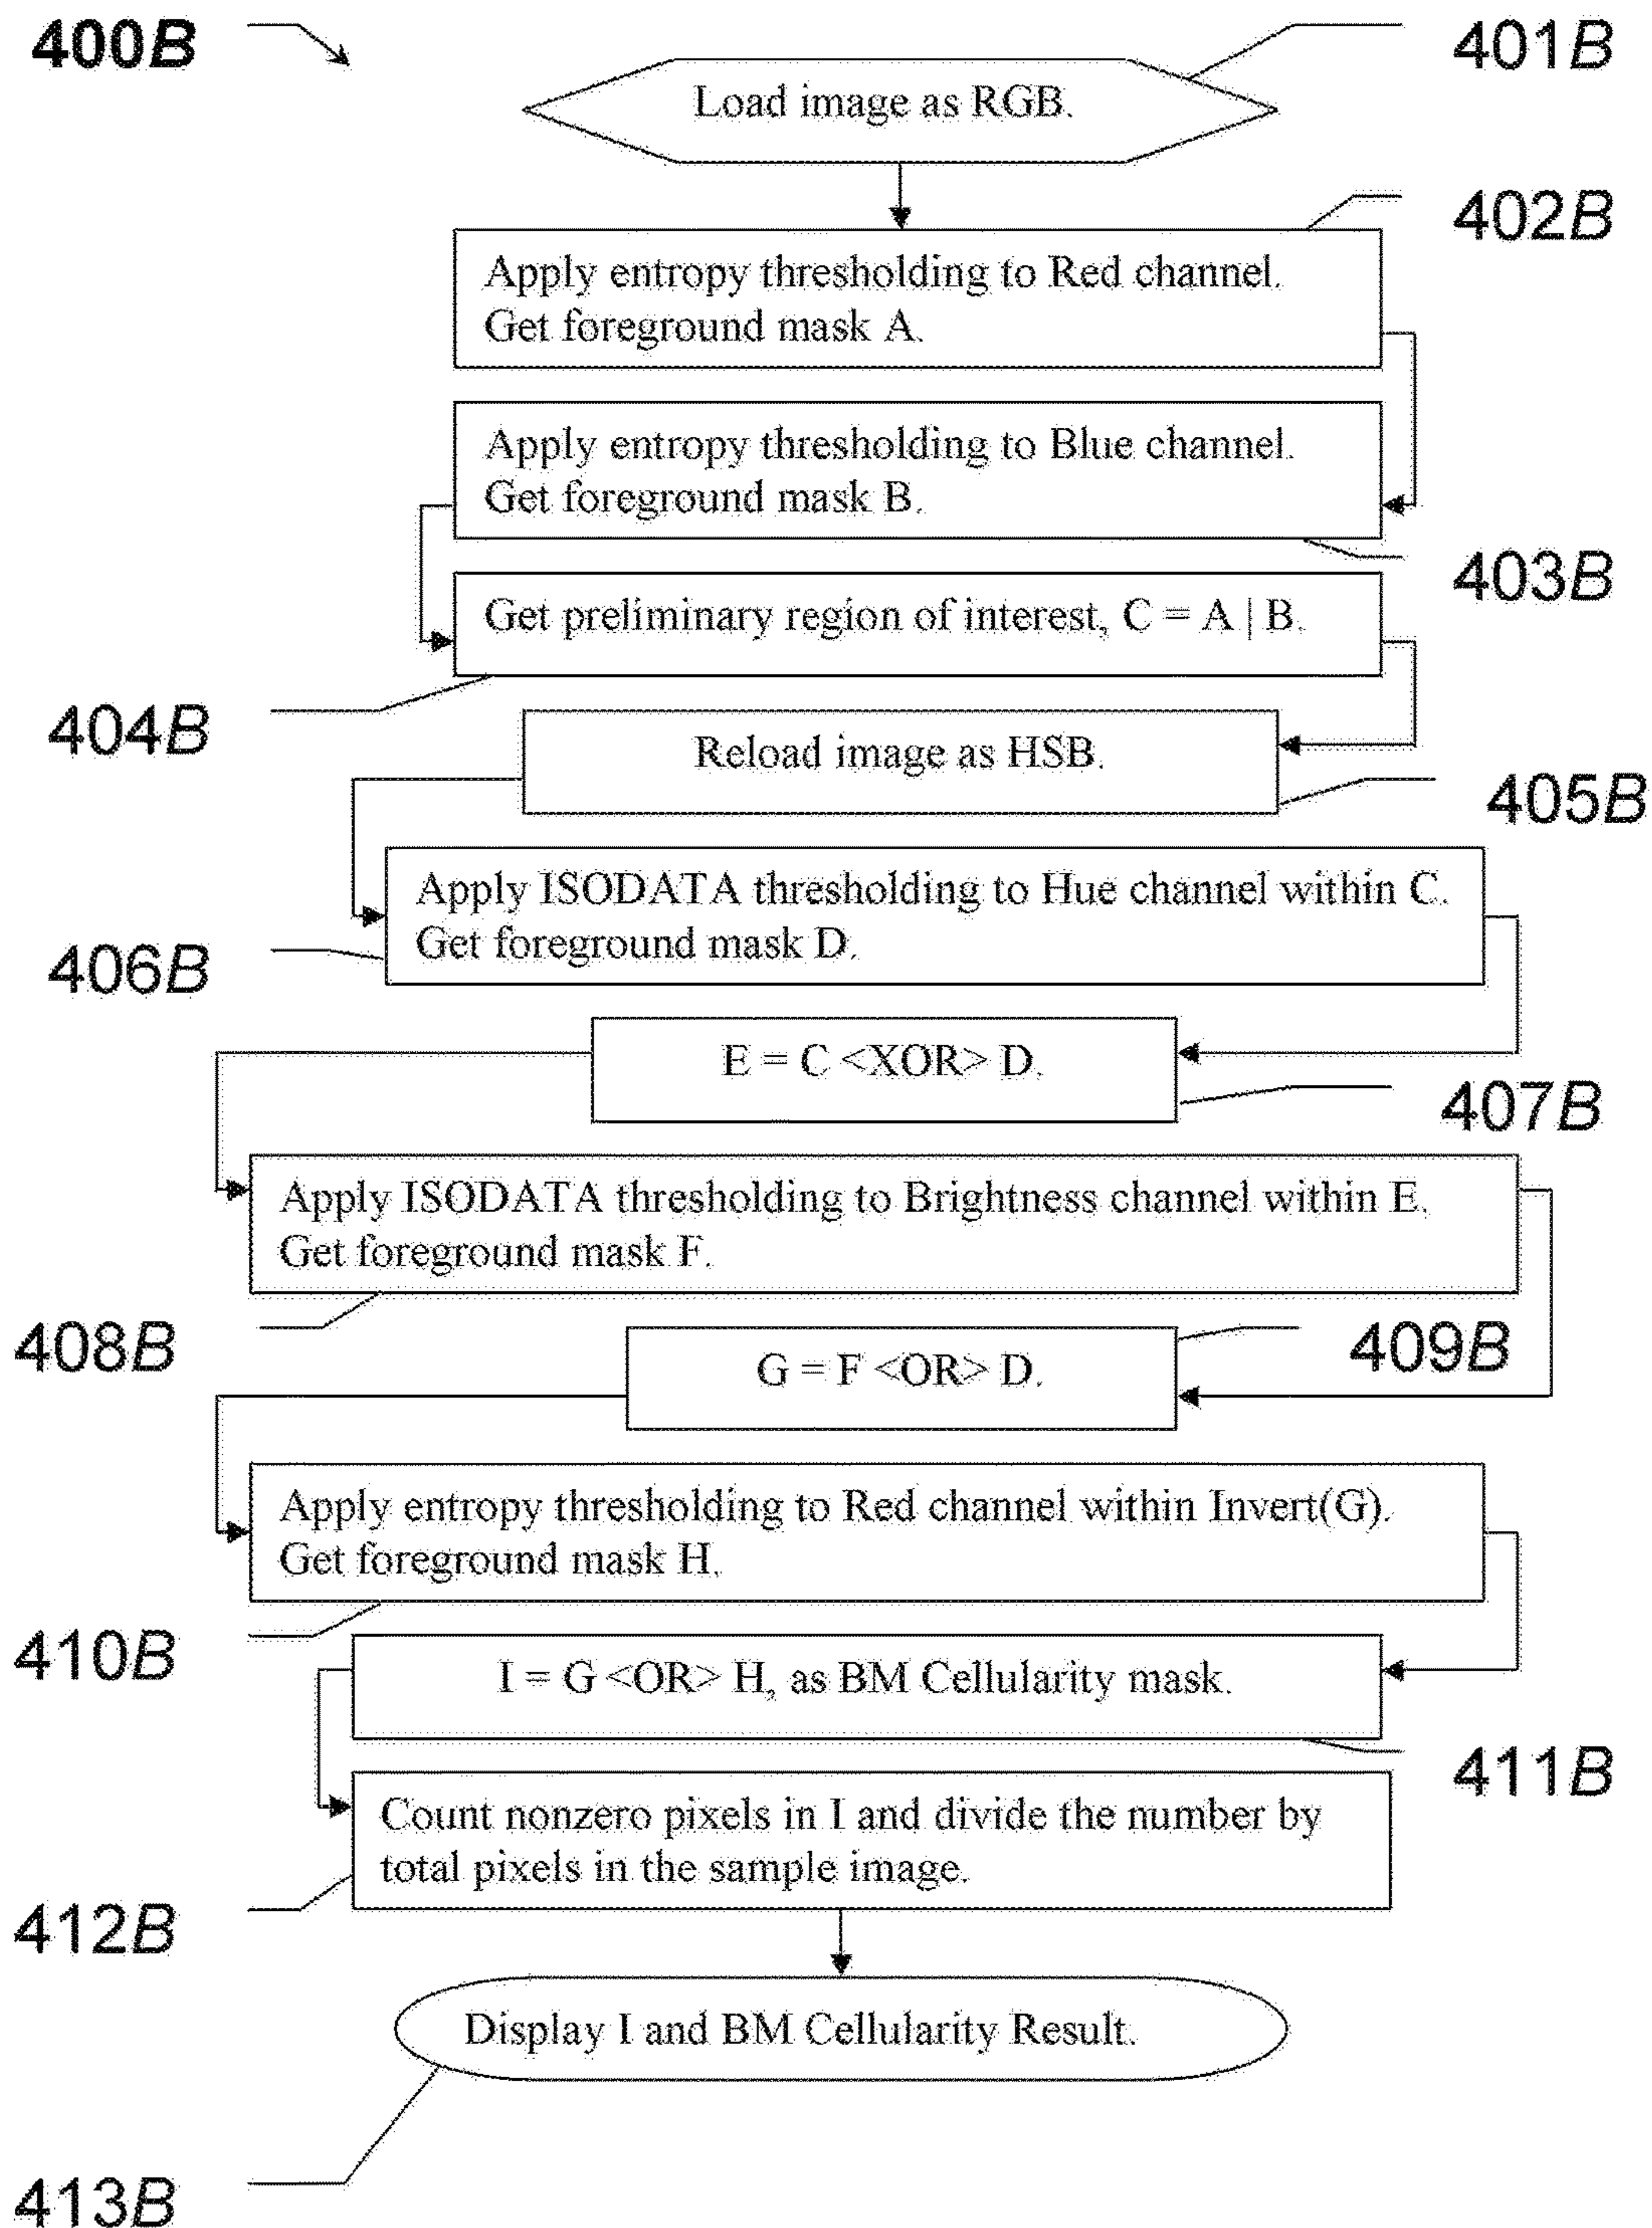 400B
401B
Load image as RGB.
402B
Apply entropy thresholding to Red channel.
Get foreground mask A.
Apply entropy thresholding to Blue channel.
Get foreground mask B.
403B
Get preliminary region of interest, C = A | B.
404B
Reload image as HSB.
405B
Apply ISODATA thresholding to Hue channel within C.
Get foreground mask D.
406B
E = C <XOR> D.
407B
Apply ISODATA thresholding to Brightness channel within E.
Get foreground mask F.
408B
409B
G = F <OR> D.
Apply entropy thresholding to Red channel within Invert(G).
Get foreground mask H.
410B
I = G <OR> H, as BM Cellularity mask.
411B
Count nonzero pixels in I and divide the number by
total pixels in the sample image.
412B
Display I and BM Cellularity Result.
413B